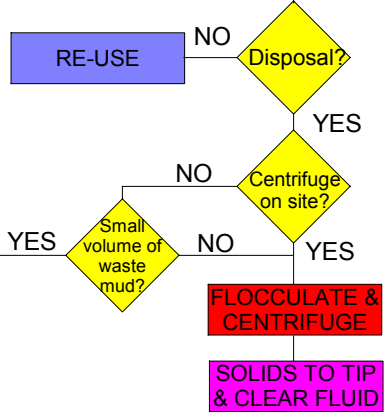 NO
RE-USE
Disposal?
YES
NO
Centrifuge
on site?
Small
volume of
waste
mud?
YES
NO
YES
FLOCCULATE &
CENTRIFUGE
SOLIDS TO TIP
& CLEAR FLUID